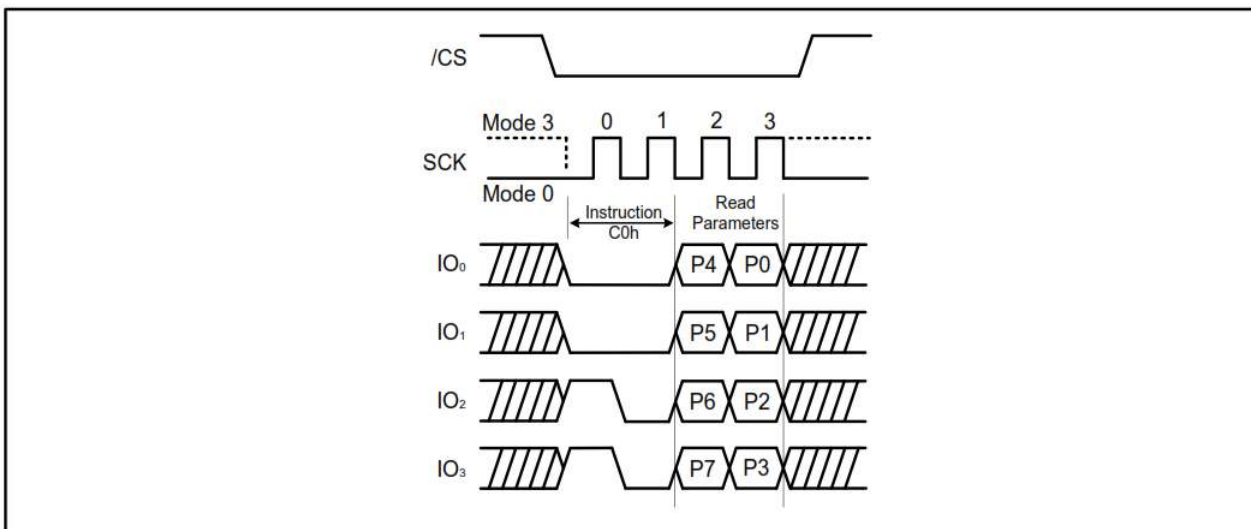 /CS
Mode 3 0 1 2 3
SCK
Mode 0
Instruction
C0h
Read
Parameters
IO₀ P4 P0
IO₁ P5 P1
IO₂ P6 P2
IO₃ P7 P3